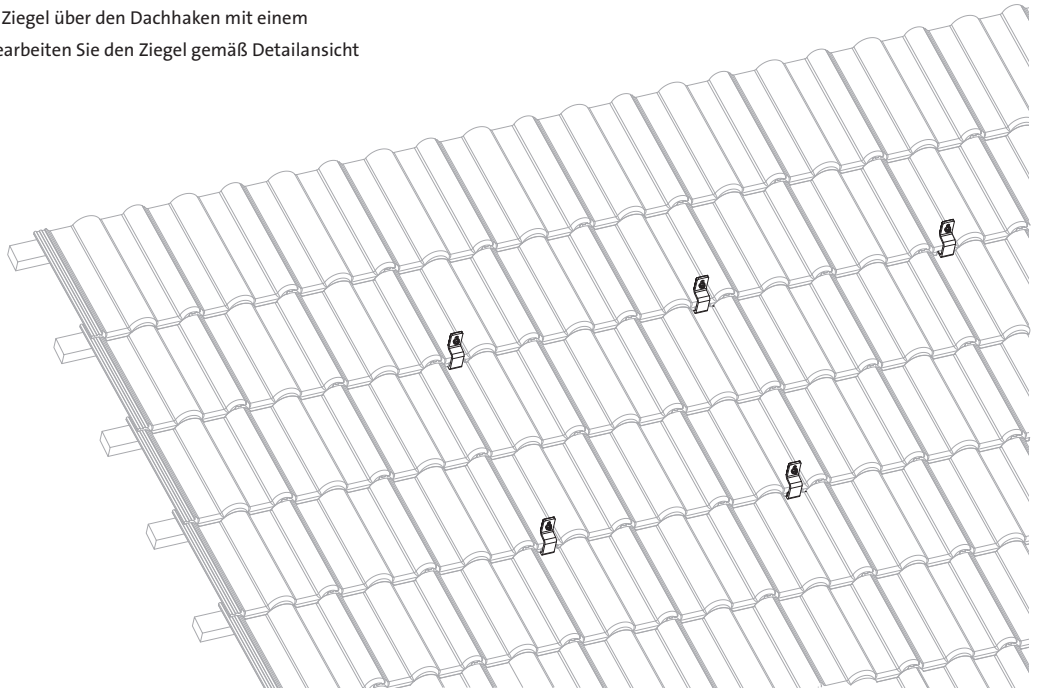 Ziegel über den Dachhaken mit einem
earbeiten Sie den Ziegel gemäß Detailansicht